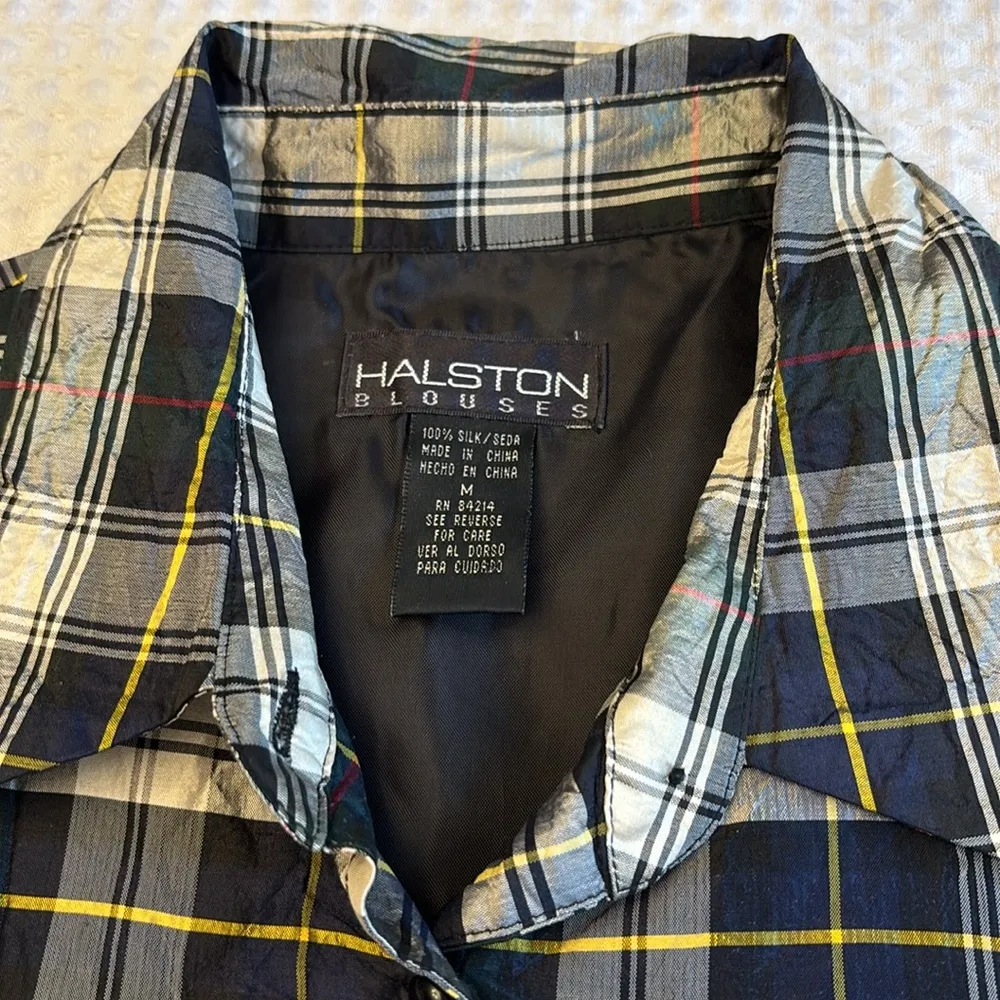 HALSTON
BLOUSES
100% SILK/SEDA
MADE IN CHINA
HECHO EN CHINA
M
RN 84214
SEE REVERSE
FOR CARE
VER AL DORSO
PARA CUIDADO